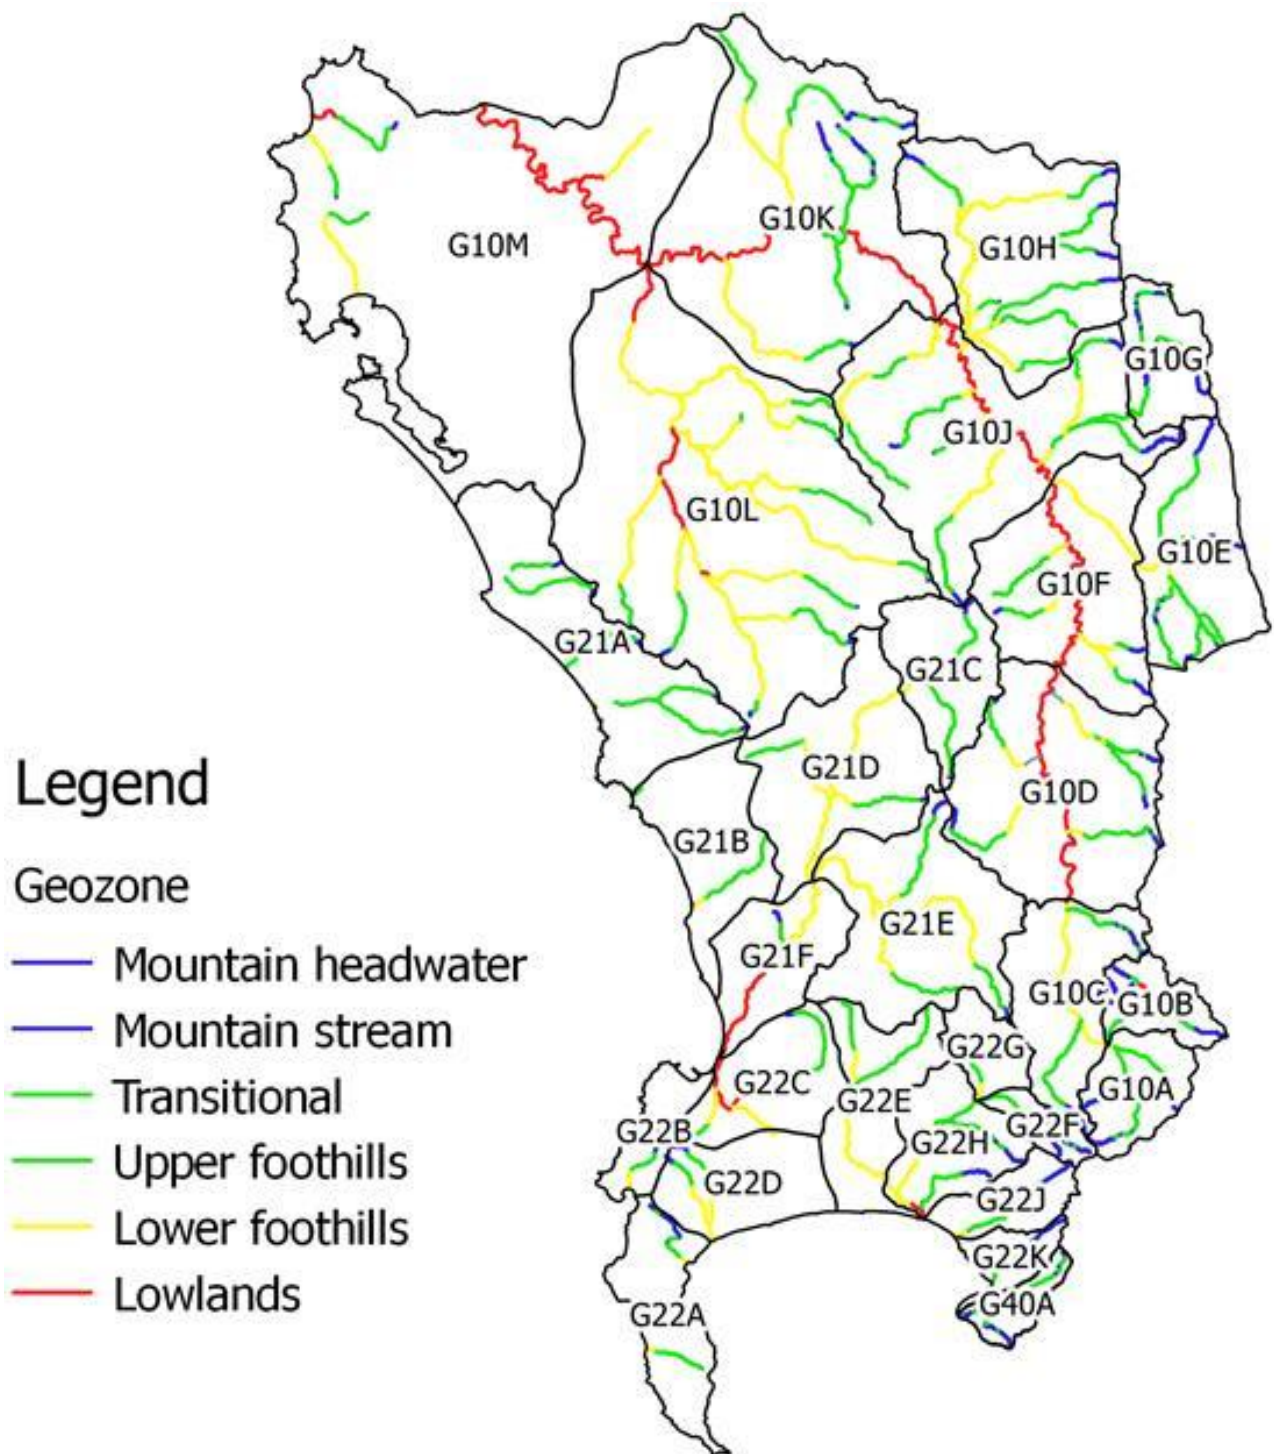 G10K
G10M
G10H
G10G
G10J
G10L
G10E
G10F
G21A
G21C
G21D
Legend
G10D
G21B
Geozone
G21E
G21F
Mountain headwater
G10C
G10B
Mountain stream
G22G
G22C
G10A
Transitional
G22E
G22F
G22B
G22H
Upper foothills
G22D
G22J
Lower foothills
G22K
Lowlands
G40A
G22A